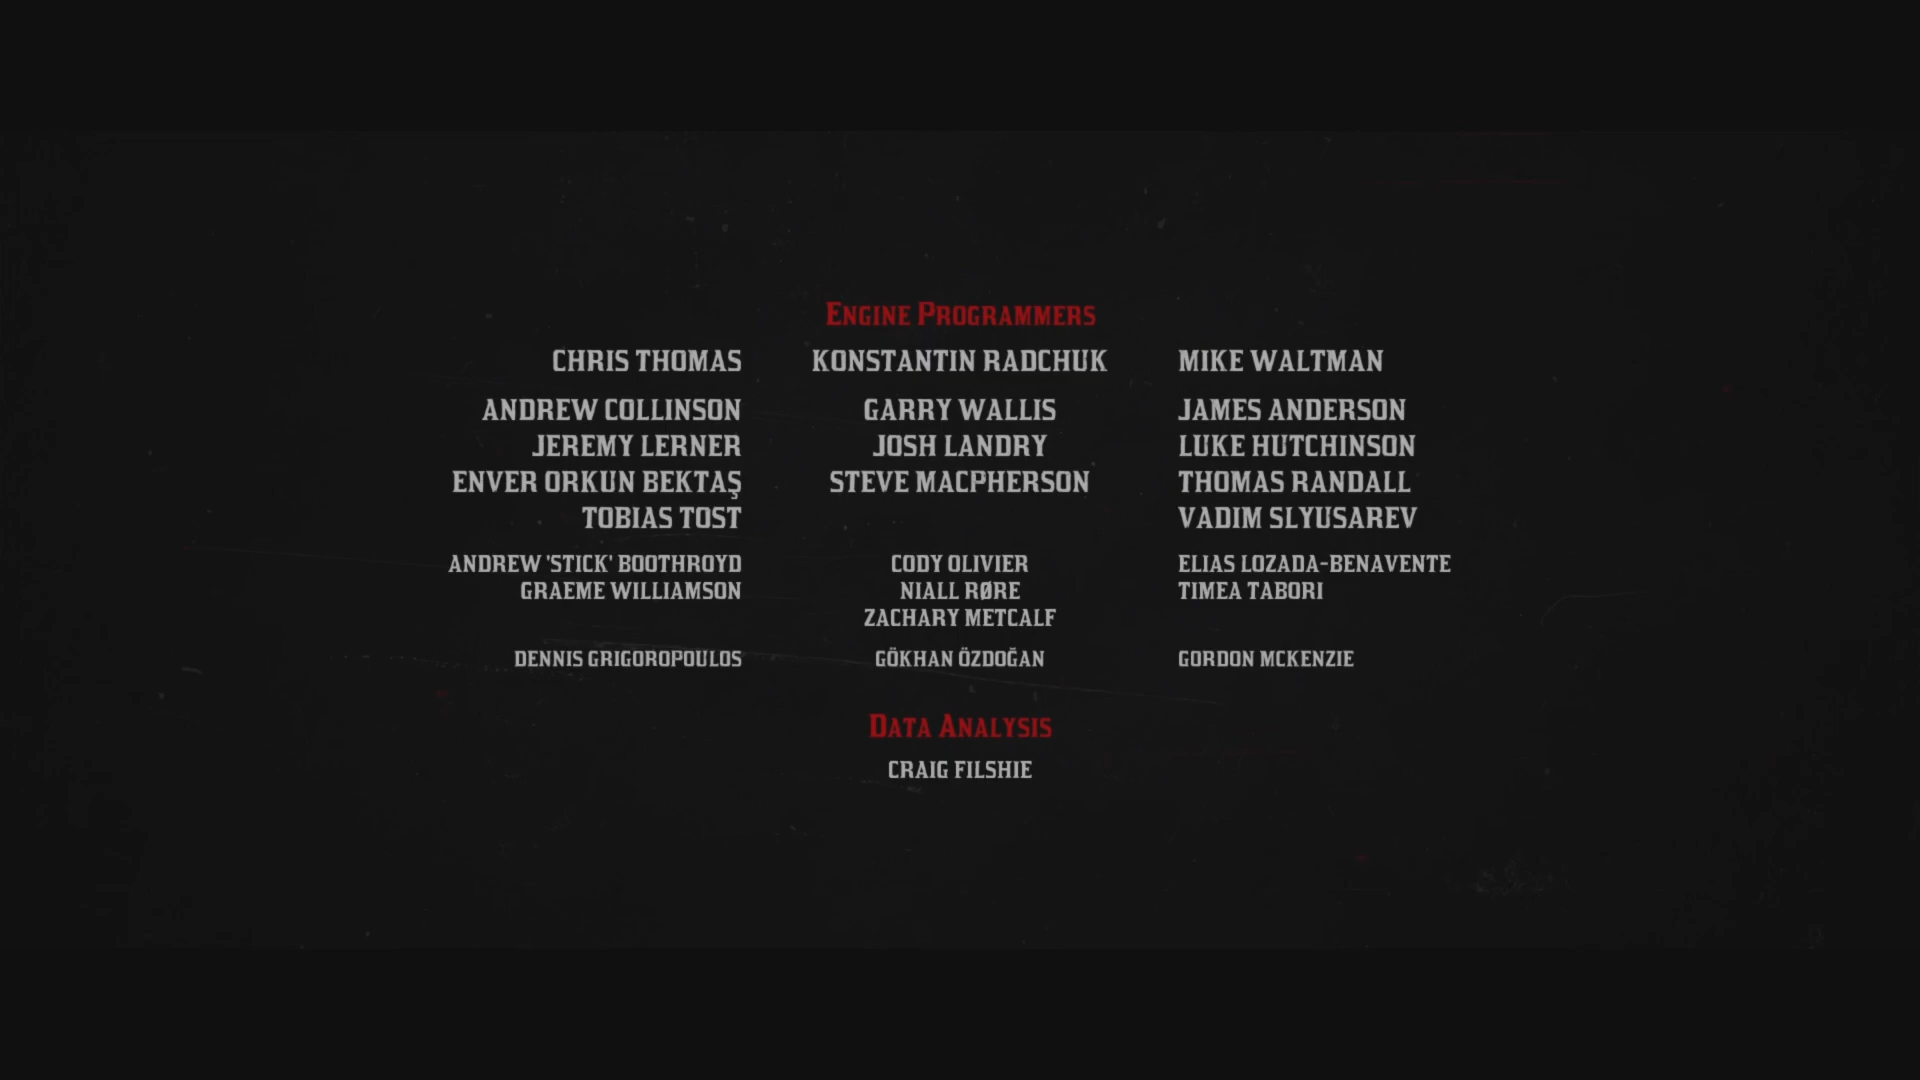 ENGINE PROGRAMMERS
CHRIS THOMAS KONSTANTIN RADCHUK MIKE WALTMAN
ANDREW COLLINSON GARRY WALLIS JAMES ANDERSON
JEREMY LERNER JOSH LANDRY LUKE HUTCHINSON
ENVER ORKUN BEKTAŞ STEVE MACPHERSON THOMAS RANDALL
TOBIAS TOST VADIM SLYUSAREV
ANDREW 'STICK' BOOTHROYD CODY OLIVIER ELIAS LOZADA-BENAVENTE
GRAEME WILLIAMSON NIALL RØRE TIMEA TABORI
ZACHARY METCALF
DENNIS GRIGOROPOULOS GÖKHAN ÖZDOĞAN GORDON MCKENZIE
DATA ANALYSIS
CRAIG FILSHIE